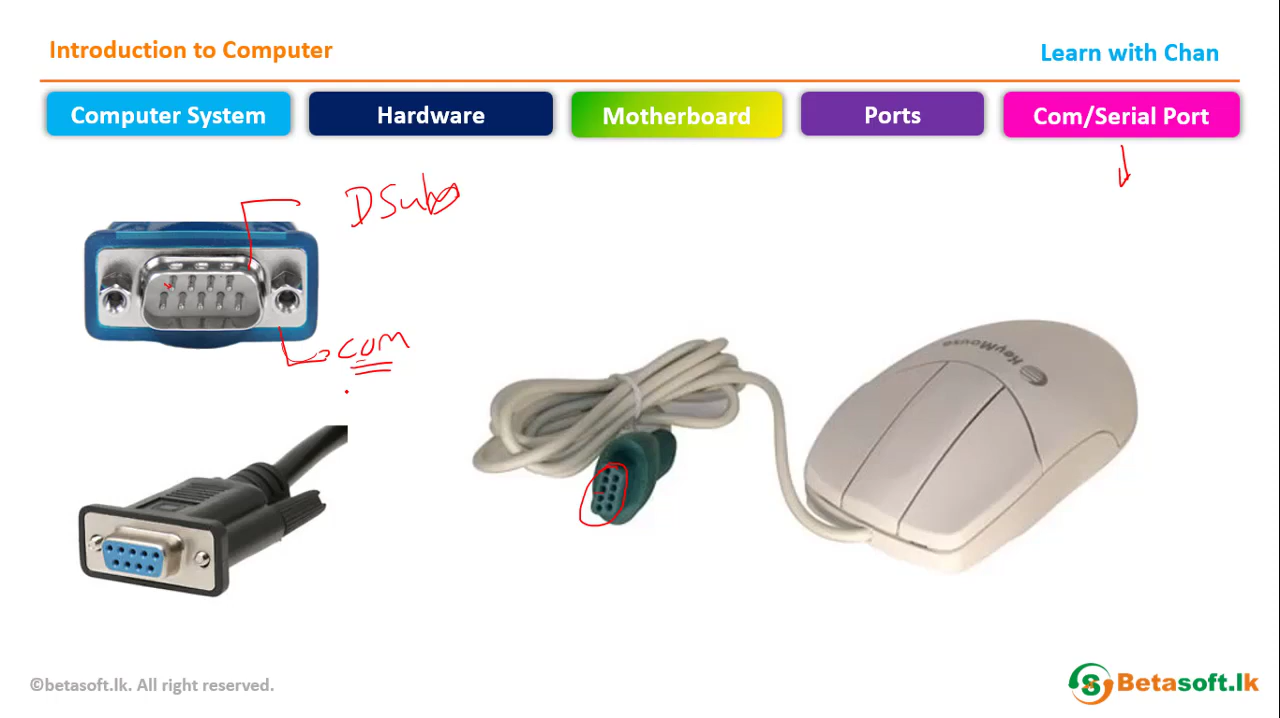 Introduction to Computer
Learn with Chan
Computer System
Hardware
Motherboard
Ports
Com/Serial Port
DSub
com
KeyMouse
©betasoft.lk. All right reserved.
Betasoft.lk